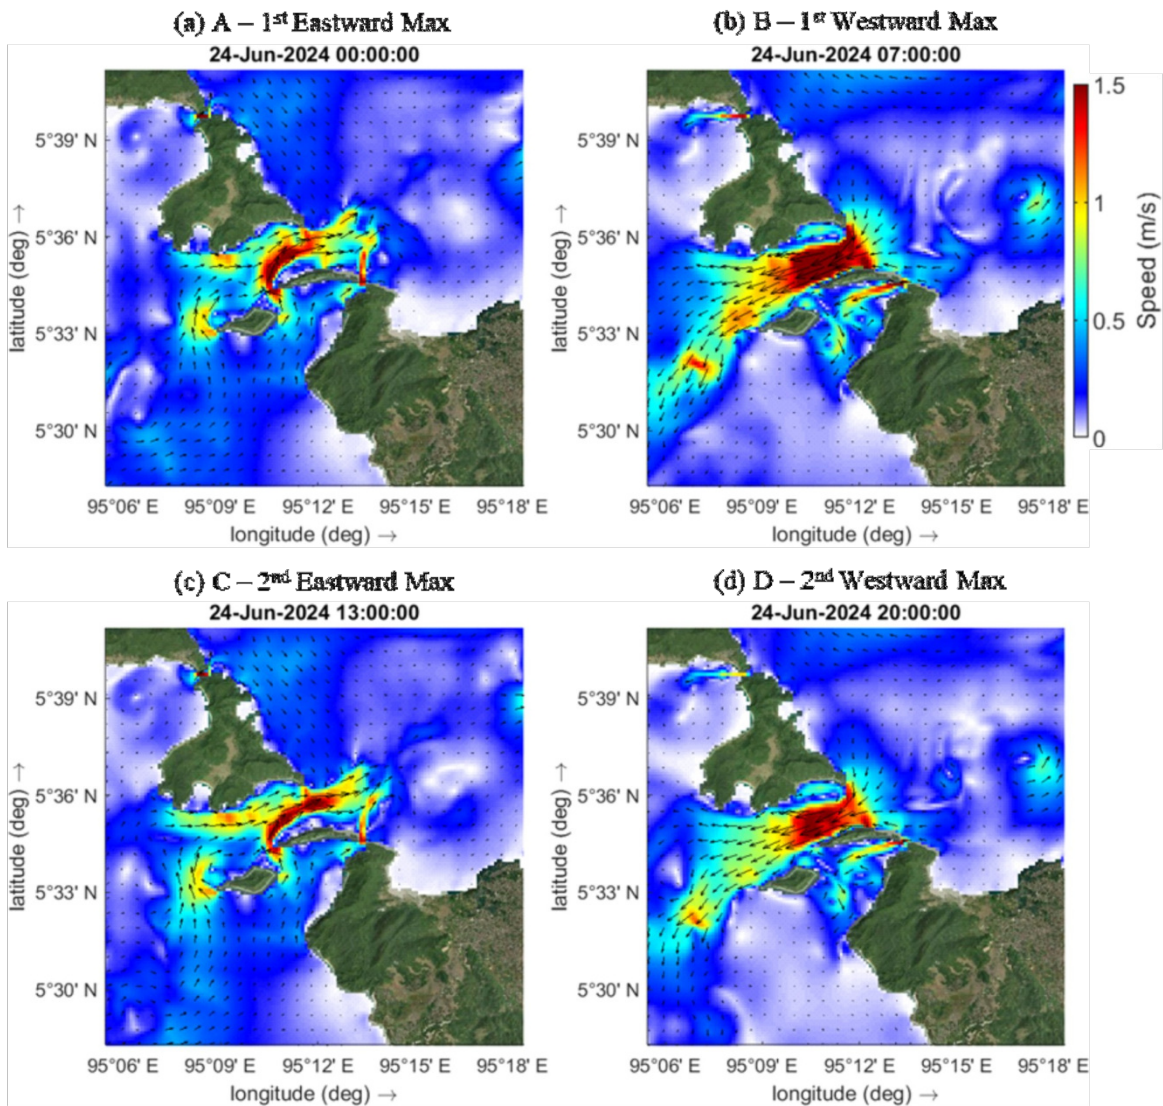 (a) A – 1st Eastward Max
24-Jun-2024 00:00:00
5°39' N
5°36' N
5°33' N
5°30' N
latitude (deg) →
95°06' E 95°09' E 95°12' E 95°15' E 95°18' E
longitude (deg) →
(b) B – 1st Westward Max
24-Jun-2024 07:00:00
5°39' N
5°36' N
5°33' N
5°30' N
latitude (deg) →
95°06' E 95°09' E 95°12' E 95°15' E 95°18' E
longitude (deg) →
1.5
1
0.5
0
Speed (m/s)
(c) C – 2nd Eastward Max
24-Jun-2024 13:00:00
5°39' N
5°36' N
5°33' N
5°30' N
latitude (deg) →
95°06' E 95°09' E 95°12' E 95°15' E 95°18' E
longitude (deg) →
(d) D – 2nd Westward Max
24-Jun-2024 20:00:00
5°39' N
5°36' N
5°33' N
5°30' N
latitude (deg) →
95°06' E 95°09' E 95°12' E 95°15' E 95°18' E
longitude (deg) →